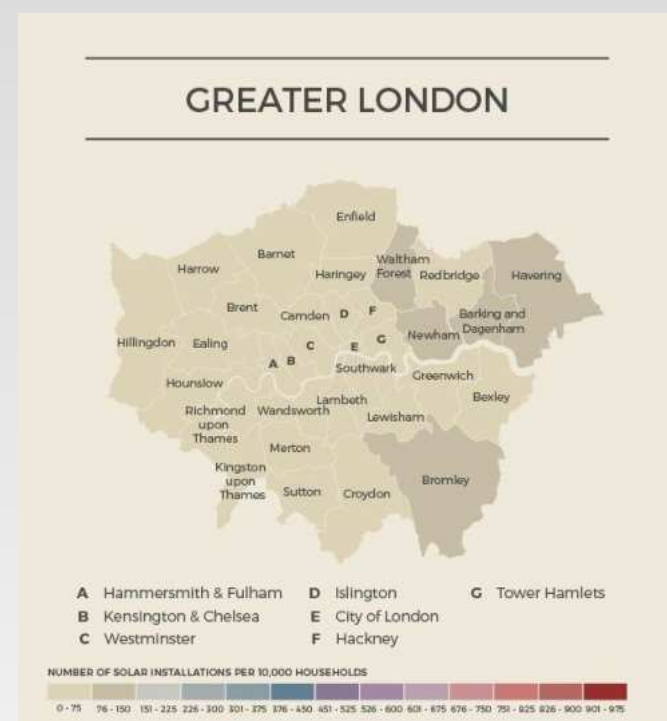 GREATER LONDON
Enfield
Barnet
Harrow
Haringey
Waltham
Forest
Redbridge
Havering
Brent
Camden
D
F
Barking and
Dagenham
Newham
Hillingdon
Ealing
C
E
G
A
B
Southwark
Greenwich
Hounslow
Bexley
Lambeth
Richmond
upon
Thames
Wandsworth
Lewisham
Merton
Kingston
upon
Thames
Sutton
Croydon
Bromley
A Hammersmith & Fulham
B Kensington & Chelsea
C Westminster
D Islington
E City of London
F Hackney
G Tower Hamlets
NUMBER OF SOLAR INSTALLATIONS PER 10,000 HOUSEHOLDS
0 - 75 76 - 150 151 - 225 226 - 300 301 - 375 376 - 450 451 - 525 526 - 600 601 - 675 676 - 750 751 - 825 826 - 900 901 - 975